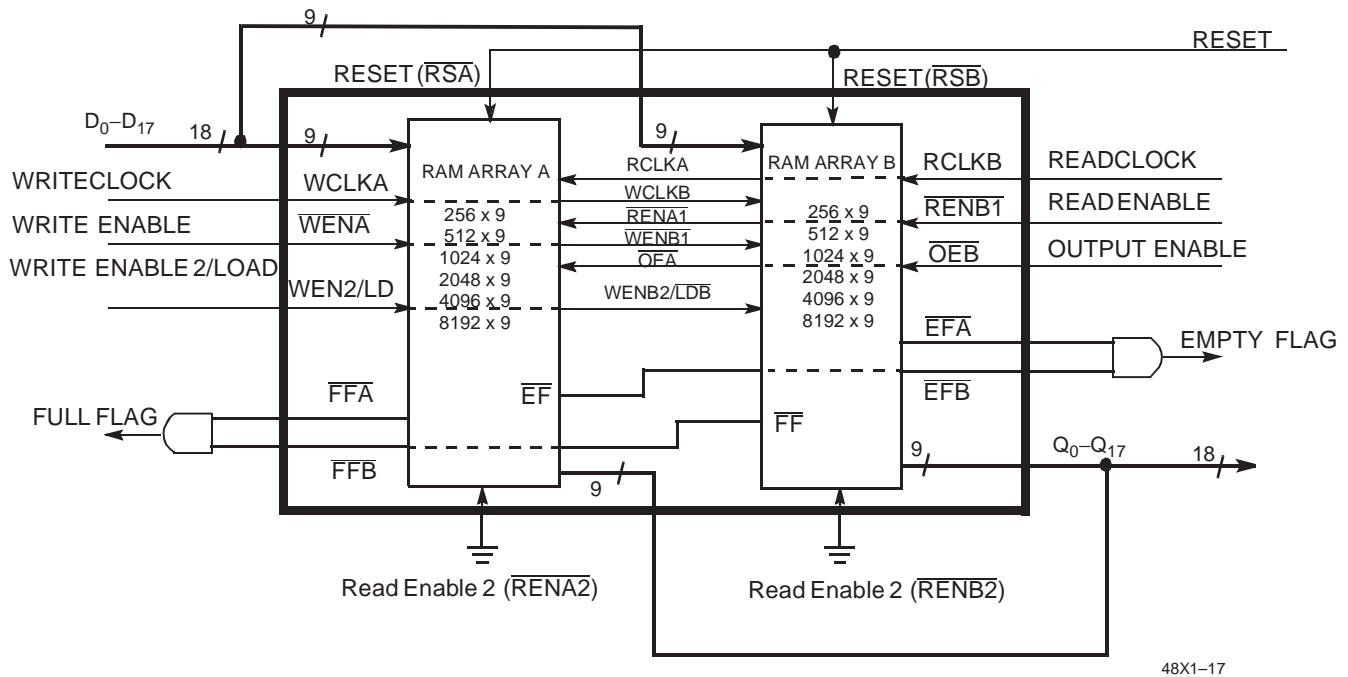 9
RESET
RESET (RSA)
RESET (RSB)
D0–D17
18
9
9
RAM ARRAY A
RCLKA
RAM ARRAY B
RCLKB
READCLOCK
WRITECLOCK
WCLKA
WCLKB
256 x 9
RENA1
256 x 9
RENB1
READ ENABLE
WRITE ENABLE
WENA
512 x 9
WENB1
512 x 9
1024 x 9
OEA
1024 x 9
OEB
OUTPUT ENABLE
WRITE ENABLE 2/LOAD
2048 x 9
2048 x 9
WEN2/LD
4096 x 9
WENB2/LDB
4096 x 9
8192 x 9
8192 x 9
EFA
EMPTY FLAG
FFA
EF
EFB
FULL FLAG
FF
FFB
9
9
Q0–Q17
18
Read Enable 2 (RENA2)
Read Enable 2 (RENB2)
48X1–17